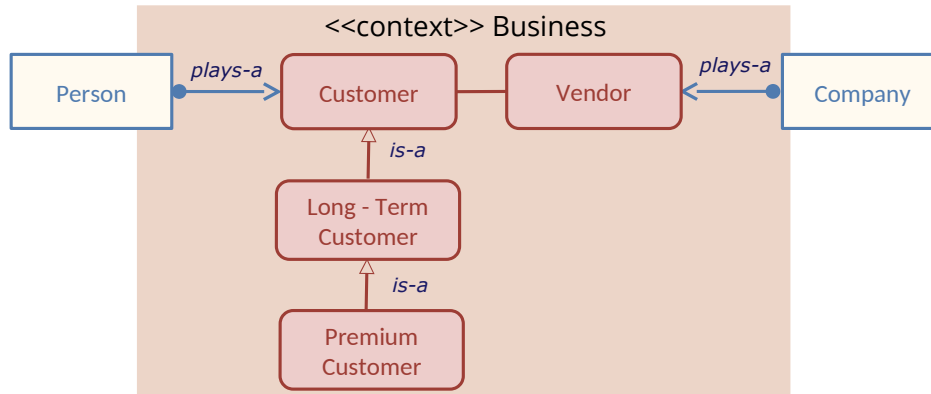 <<context>> Business
Person
plays-a
Customer
Vendor
plays-a
Company
is-a
Long - Term
Customer
is-a
Premium
Customer